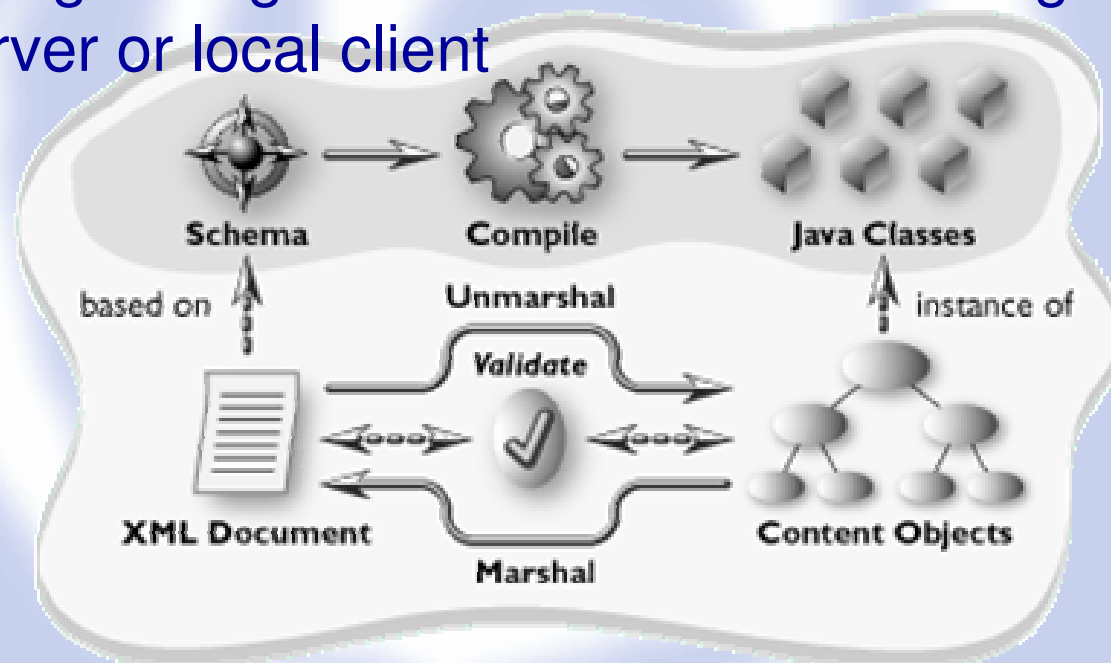 rver or local client
Schema
Compile
Java Classes
based on
Unmarshal
instance of
Validate
XML Document
Content Objects
Marshal